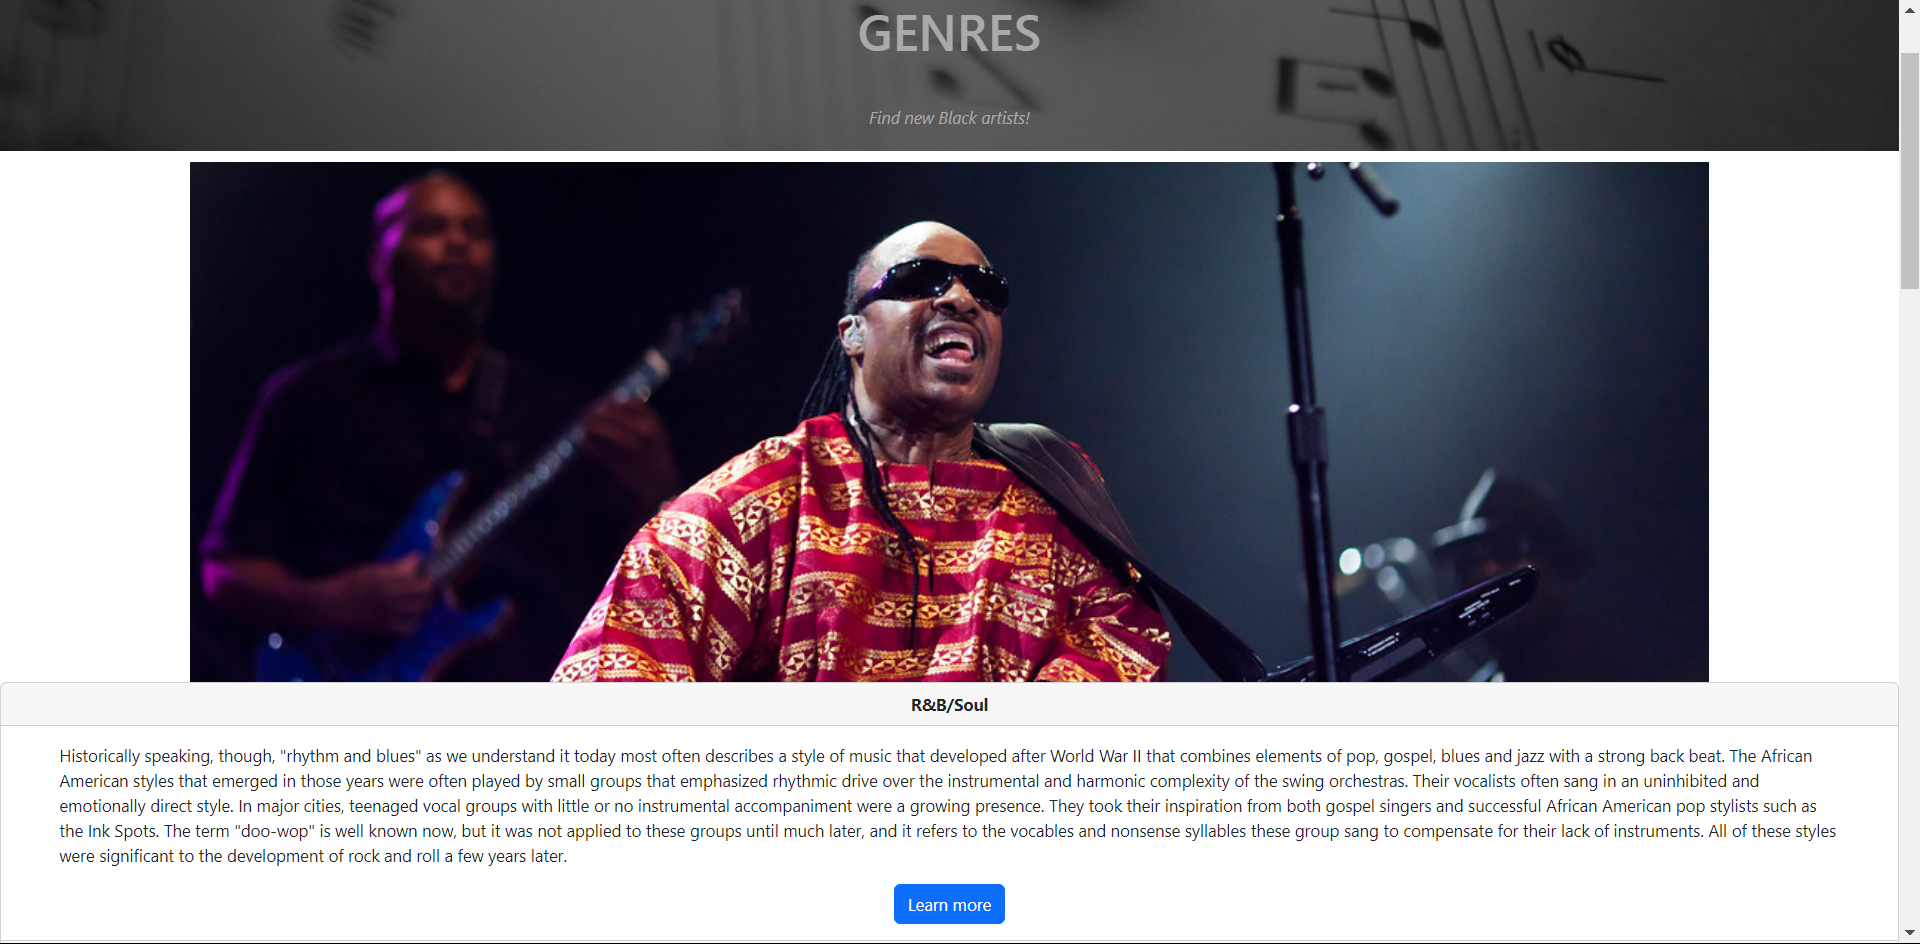 GENRES
Find new Black artists!
R&B/Soul
Historically speaking, though, "rhythm and blues" as we understand it today most often describes a style of music that developed after World War II that combines elements of pop, gospel, blues and jazz with a strong back beat. The African
American styles that emerged in those years were often played by small groups that emphasized rhythmic drive over the instrumental and harmonic complexity of the swing orchestras. Their vocalists often sang in an uninhibited and
emotionally direct style. In major cities, teenaged vocal groups with little or no instrumental accompaniment were a growing presence. They took their inspiration from both gospel singers and successful African American pop stylists such as
the Ink Spots. The term "doo-wop" is well known now, but it was not applied to these groups until much later, and it refers to the vocables and nonsense syllables these group sang to compensate for their lack of instruments. All of these styles
were significant to the development of rock and roll a few years later.
Learn more